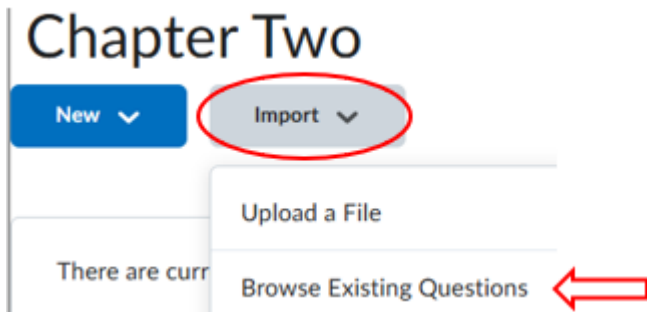 Chapter Two
New
Import
Upload a File
There are curr
Browse Existing Questions